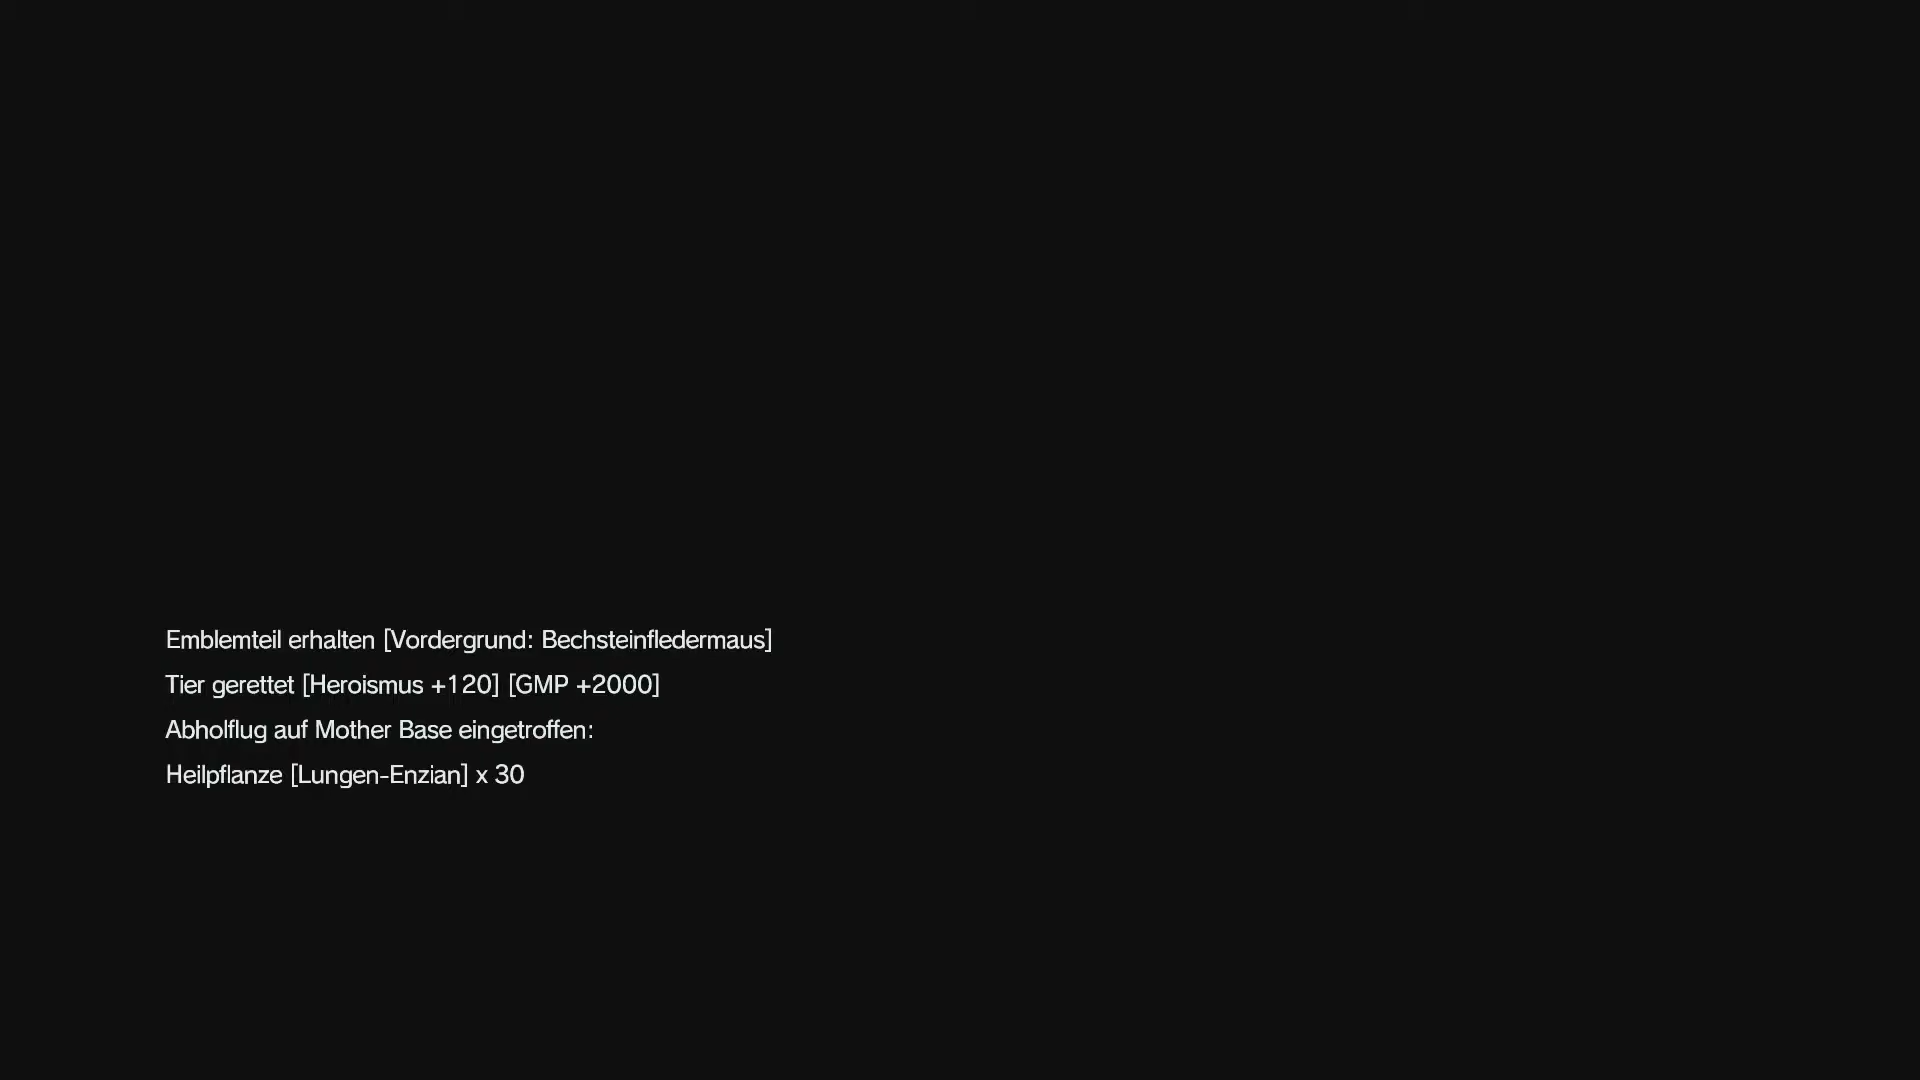 Emblemteil erhalten [Vordergrund: Bechsteinfledermaus]
Tier gerettet [Heroismus +120] [GMP +2000]
Abholflug auf Mother Base eingetroffen:
Heilpflanze [Lungen-Enzian] x 30